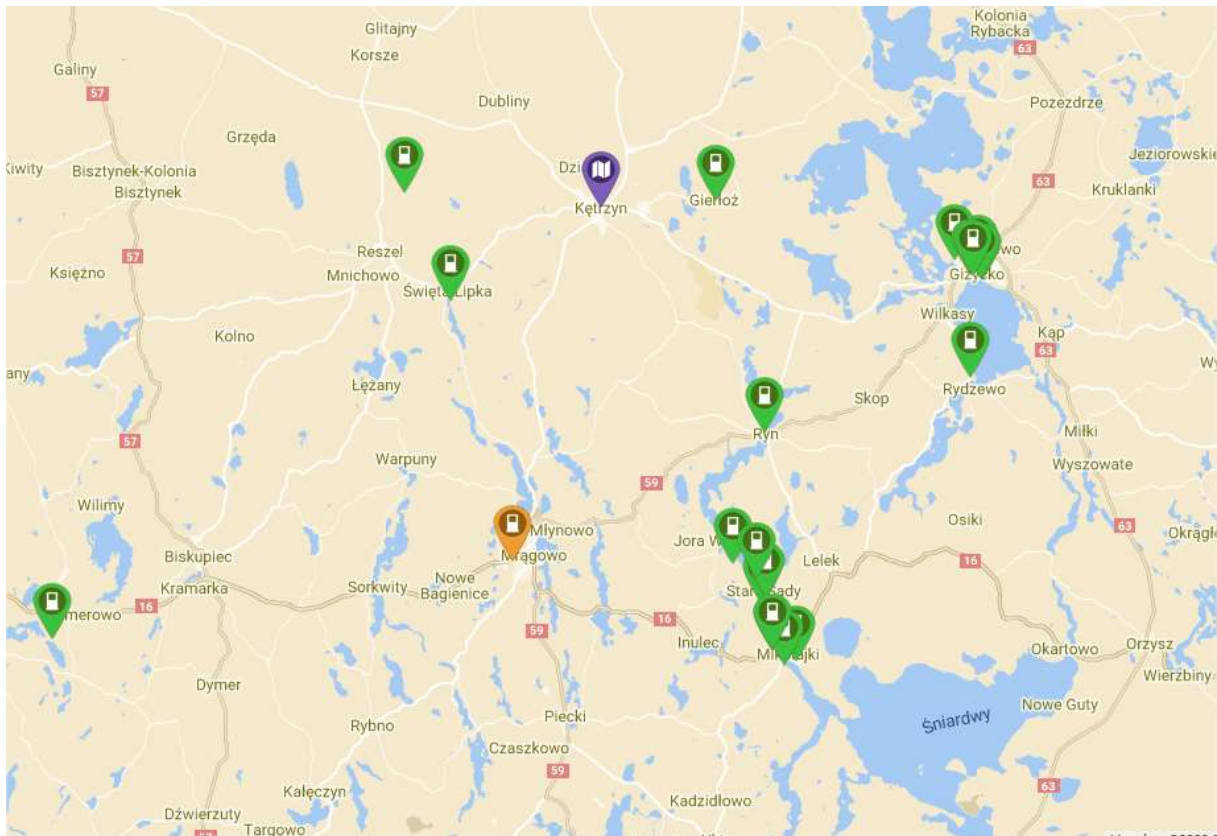 Kolonia
Rybacka
Glitajny
Korsze
63
Galiny
57
Dubliny
Pozezdrze
Grzęda
Kiwity
Bisztynek-Kolonia
Bisztynek
Jeziorowskie
Gierłoż
63
Kruklanki
Kętrzyn
Reszel
Mnichowo
57
Księżno
Święta Lipka
Giżycko
Wilkasy
Kolno
Kąp
63
Łężany
Rydzewo
Skop
Ryn
57
Miłki
Warpuny
Wyszowate
59
Wilimy
Osiki
63
Młynowo
Jora W
Mrągowo
Biskupiec
Lelek
16
Kramarka
Sorkwity
Nowe
Bagienice
merowo
16
16
59
Inulec
Okartowo
Orzysz
Wierzbiny
Dymer
Nowe Guty
Śniardwy
Piecki
Rybno
Czaszkowo
59
63
Kałęczyn
Kadzidłowo
Dźwierzuty
Targowo
57